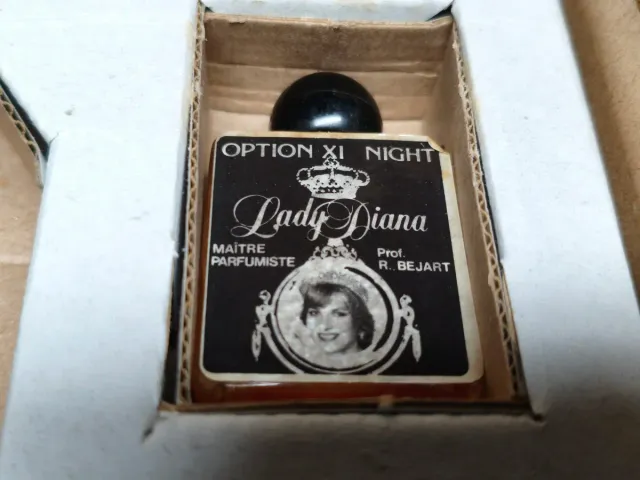 OPTION XI NIGHT
Lady Diana
MAÎTRE
PARFUMISTE
Prof.
R.. BEJART